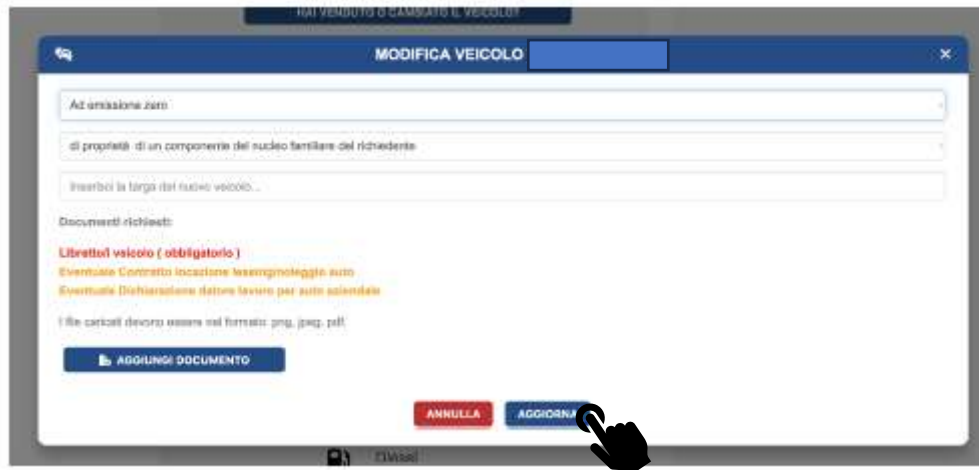 HAI VENDUTO O CAMBIATO IL VEICOLO?
MODIFICA VEICOLO
Ad emissione zero
di proprietà di un componente del nucleo familiare del richiedente
Inserisci la targa del nuovo veicolo...
Documenti richiesti:
Libretto/i veicolo ( obbligatorio )
Eventuale Contratto locazione leasing/noleggio auto
Eventuale Dichiarazione datore lavoro per auto aziendale
I file caricati devono essere nel formato: png, jpeg, pdf.
AGGIUNGI DOCUMENTO
ANNULLA
AGGIORNA